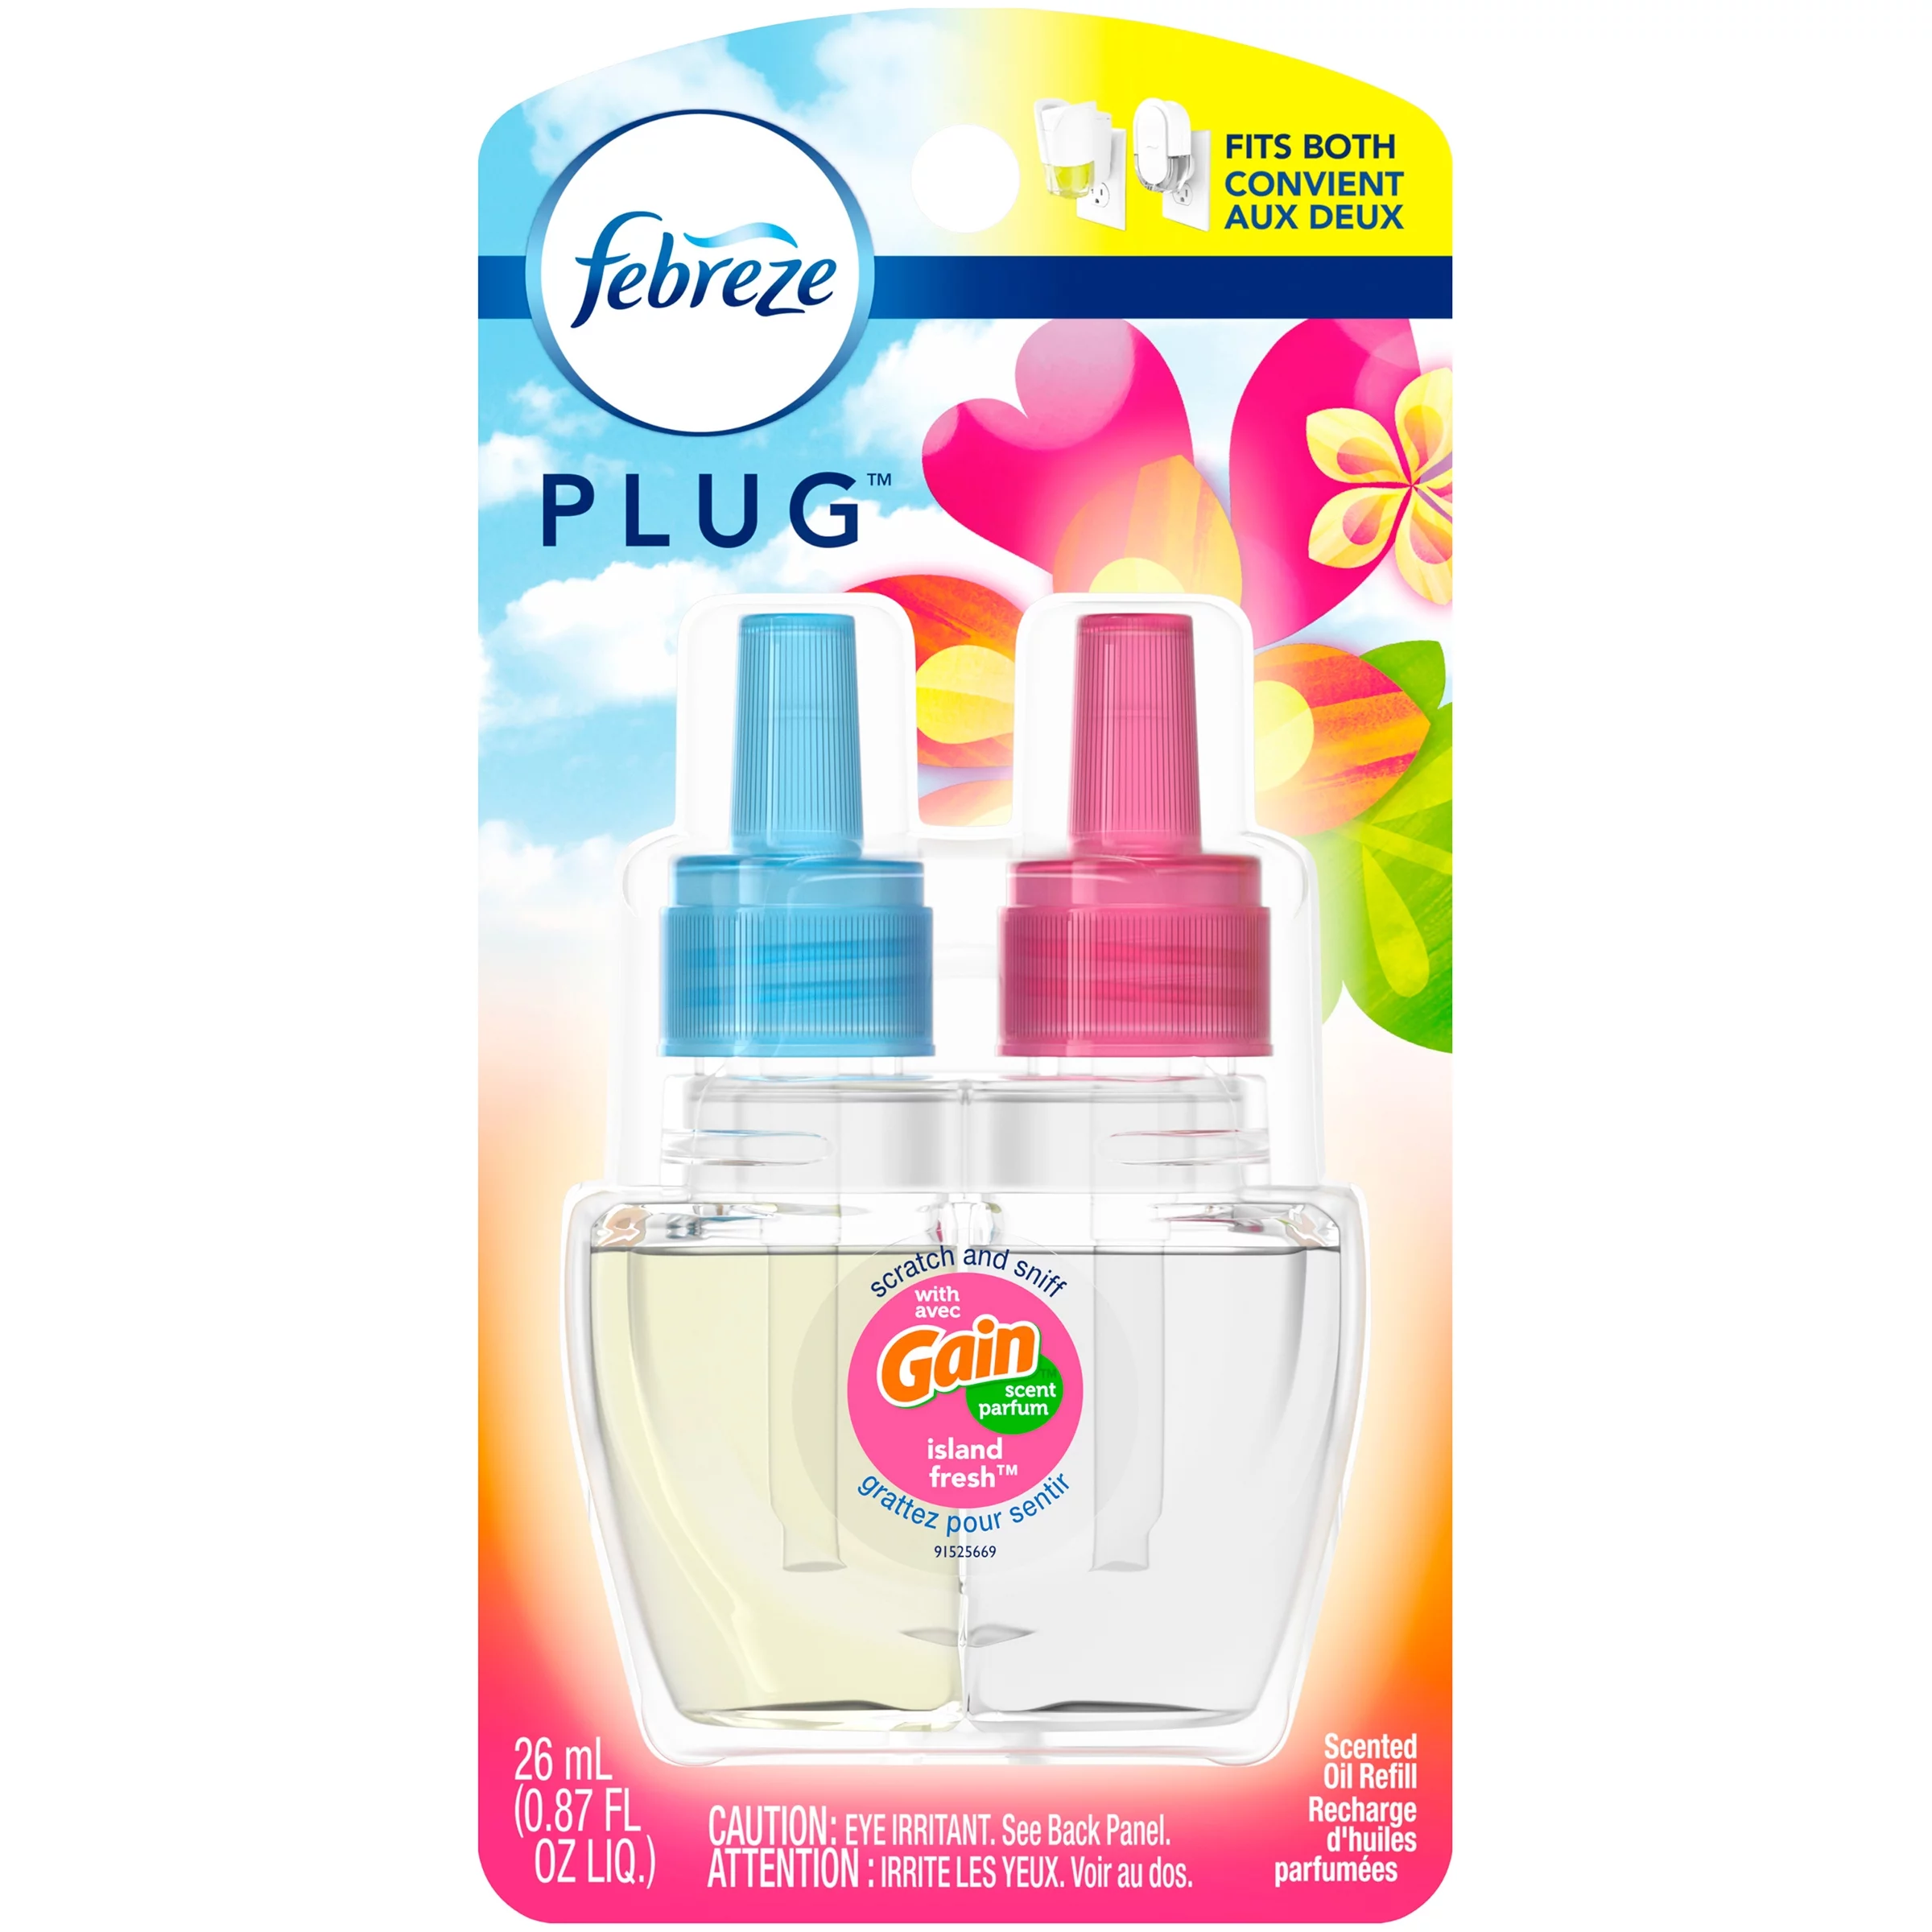 febreze
FITS BOTH
CONVIENT
AUX DEUX
PLUG™
scratch and sniff
with
avec
Gain™
scent
parfum
island
fresh™
grattez pour sentir
91525669
26 mL
(0.87 FL
OZ LIQ.)
CAUTION: EYE IRRITANT. See Back Panel.
ATTENTION : IRRITE LES YEUX. Voir au dos.
Scented
Oil Refill
Recharge
d'huiles
parfumées